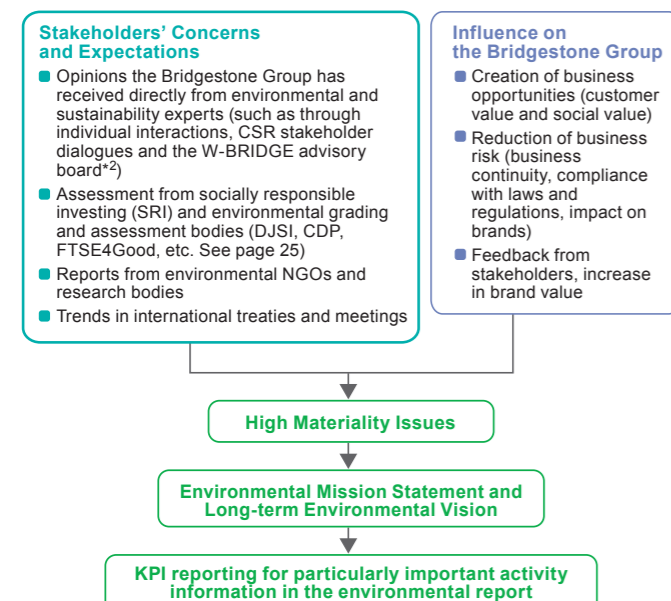 Stakeholders' Concerns
and Expectations
Opinions the Bridgestone Group has
received directly from environmental and
sustainability experts (such as through
individual interactions, CSR stakeholder
dialogues and the W-BRIDGE advisory
board*2)
Assessment from socially responsible
investing (SRI) and environmental grading
and assessment bodies (DJSI, CDP,
FTSE4Good, etc. See page 25)
Reports from environmental NGOs and
research bodies
Trends in international treaties and meetings
Influence on
the Bridgestone Group
Creation of business
opportunities (customer
value and social value)
Reduction of business
risk (business
continuity, compliance
with laws and
regulations, impact on
brands)
Feedback from
stakeholders, increase
in brand value
High Materiality Issues
Environmental Mission Statement and
Long-term Environmental Vision
KPI reporting for particularly important activity
information in the environmental report